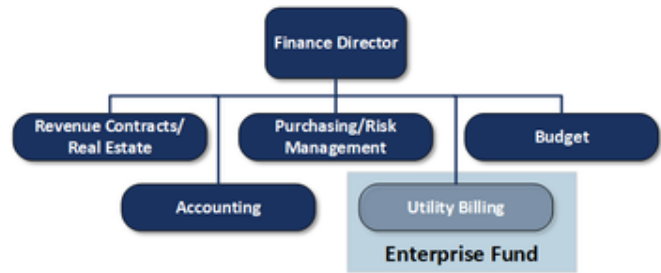 Finance Director
Revenue Contracts/
Real Estate
Purchasing/Risk
Management
Budget
Accounting
Utility Billing
Enterprise Fund